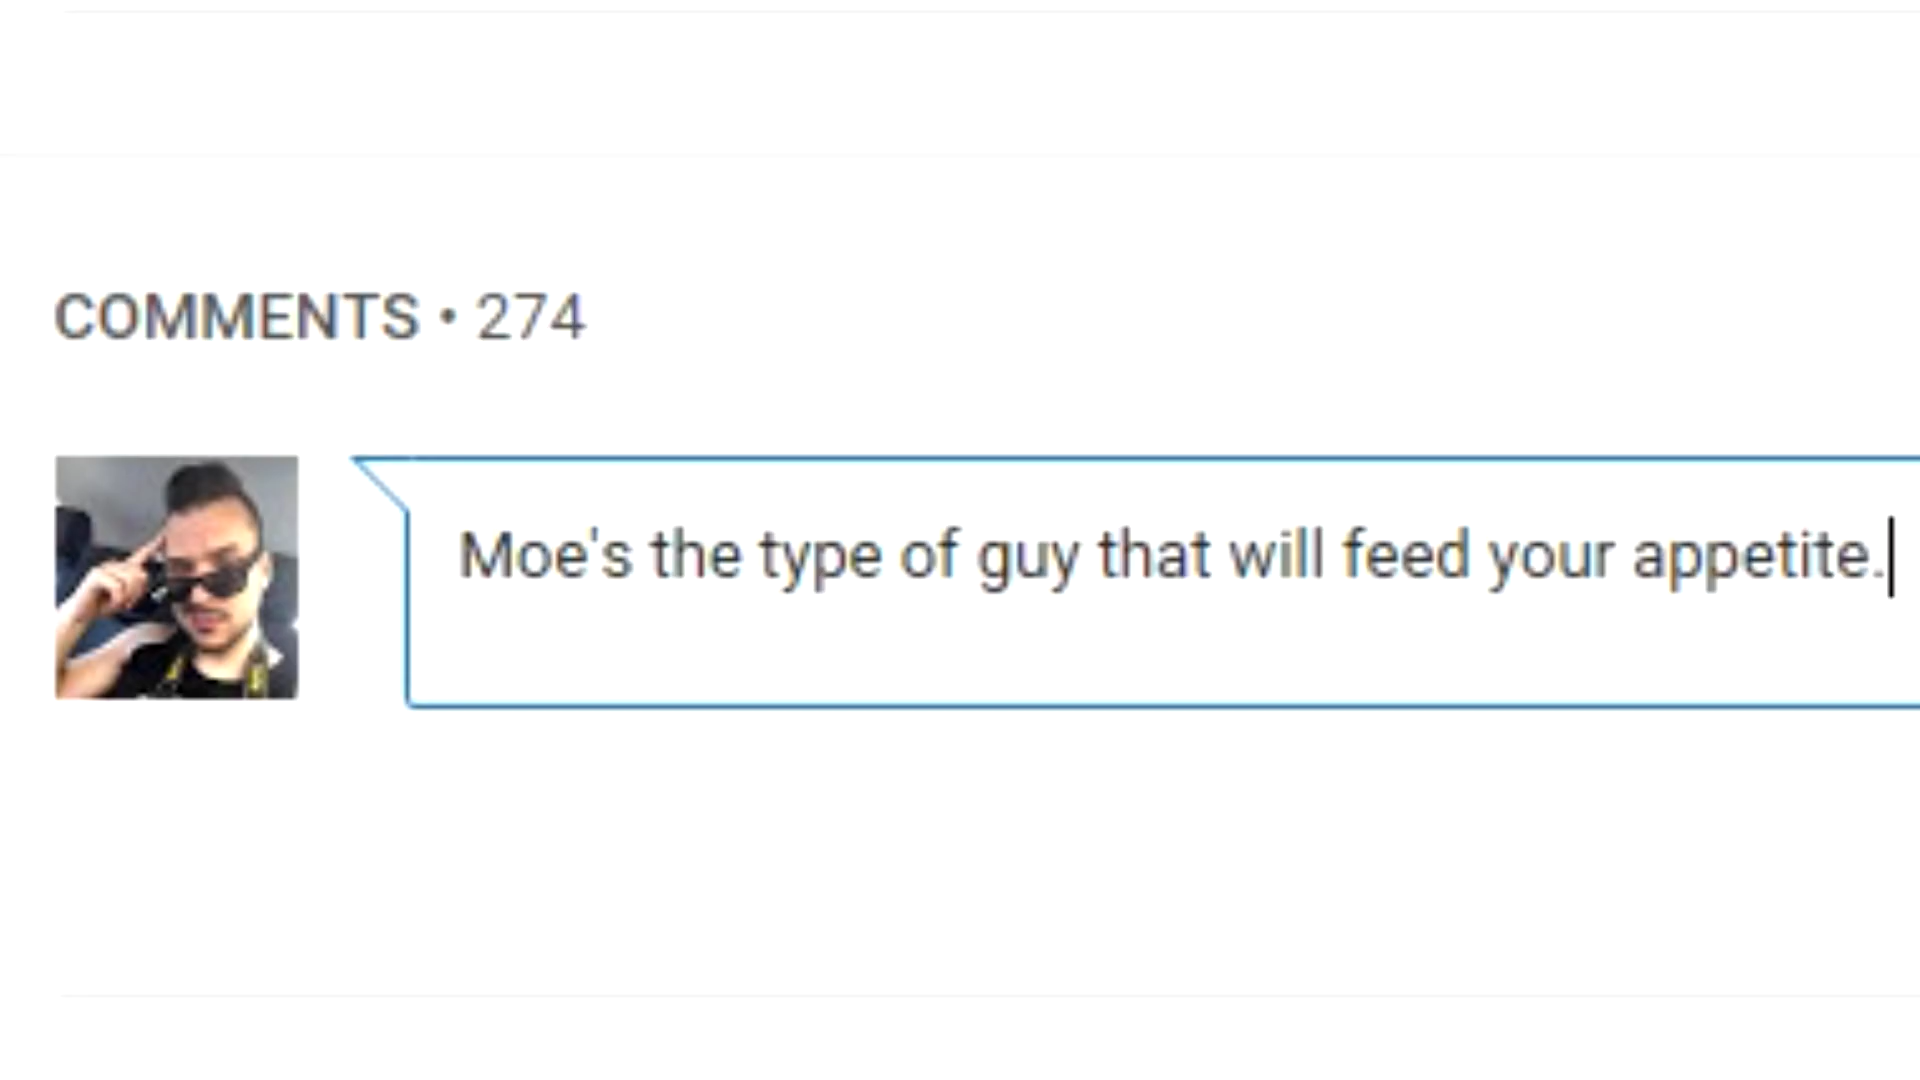 COMMENTS • 274
Moe's the type of guy that will feed your appetite.